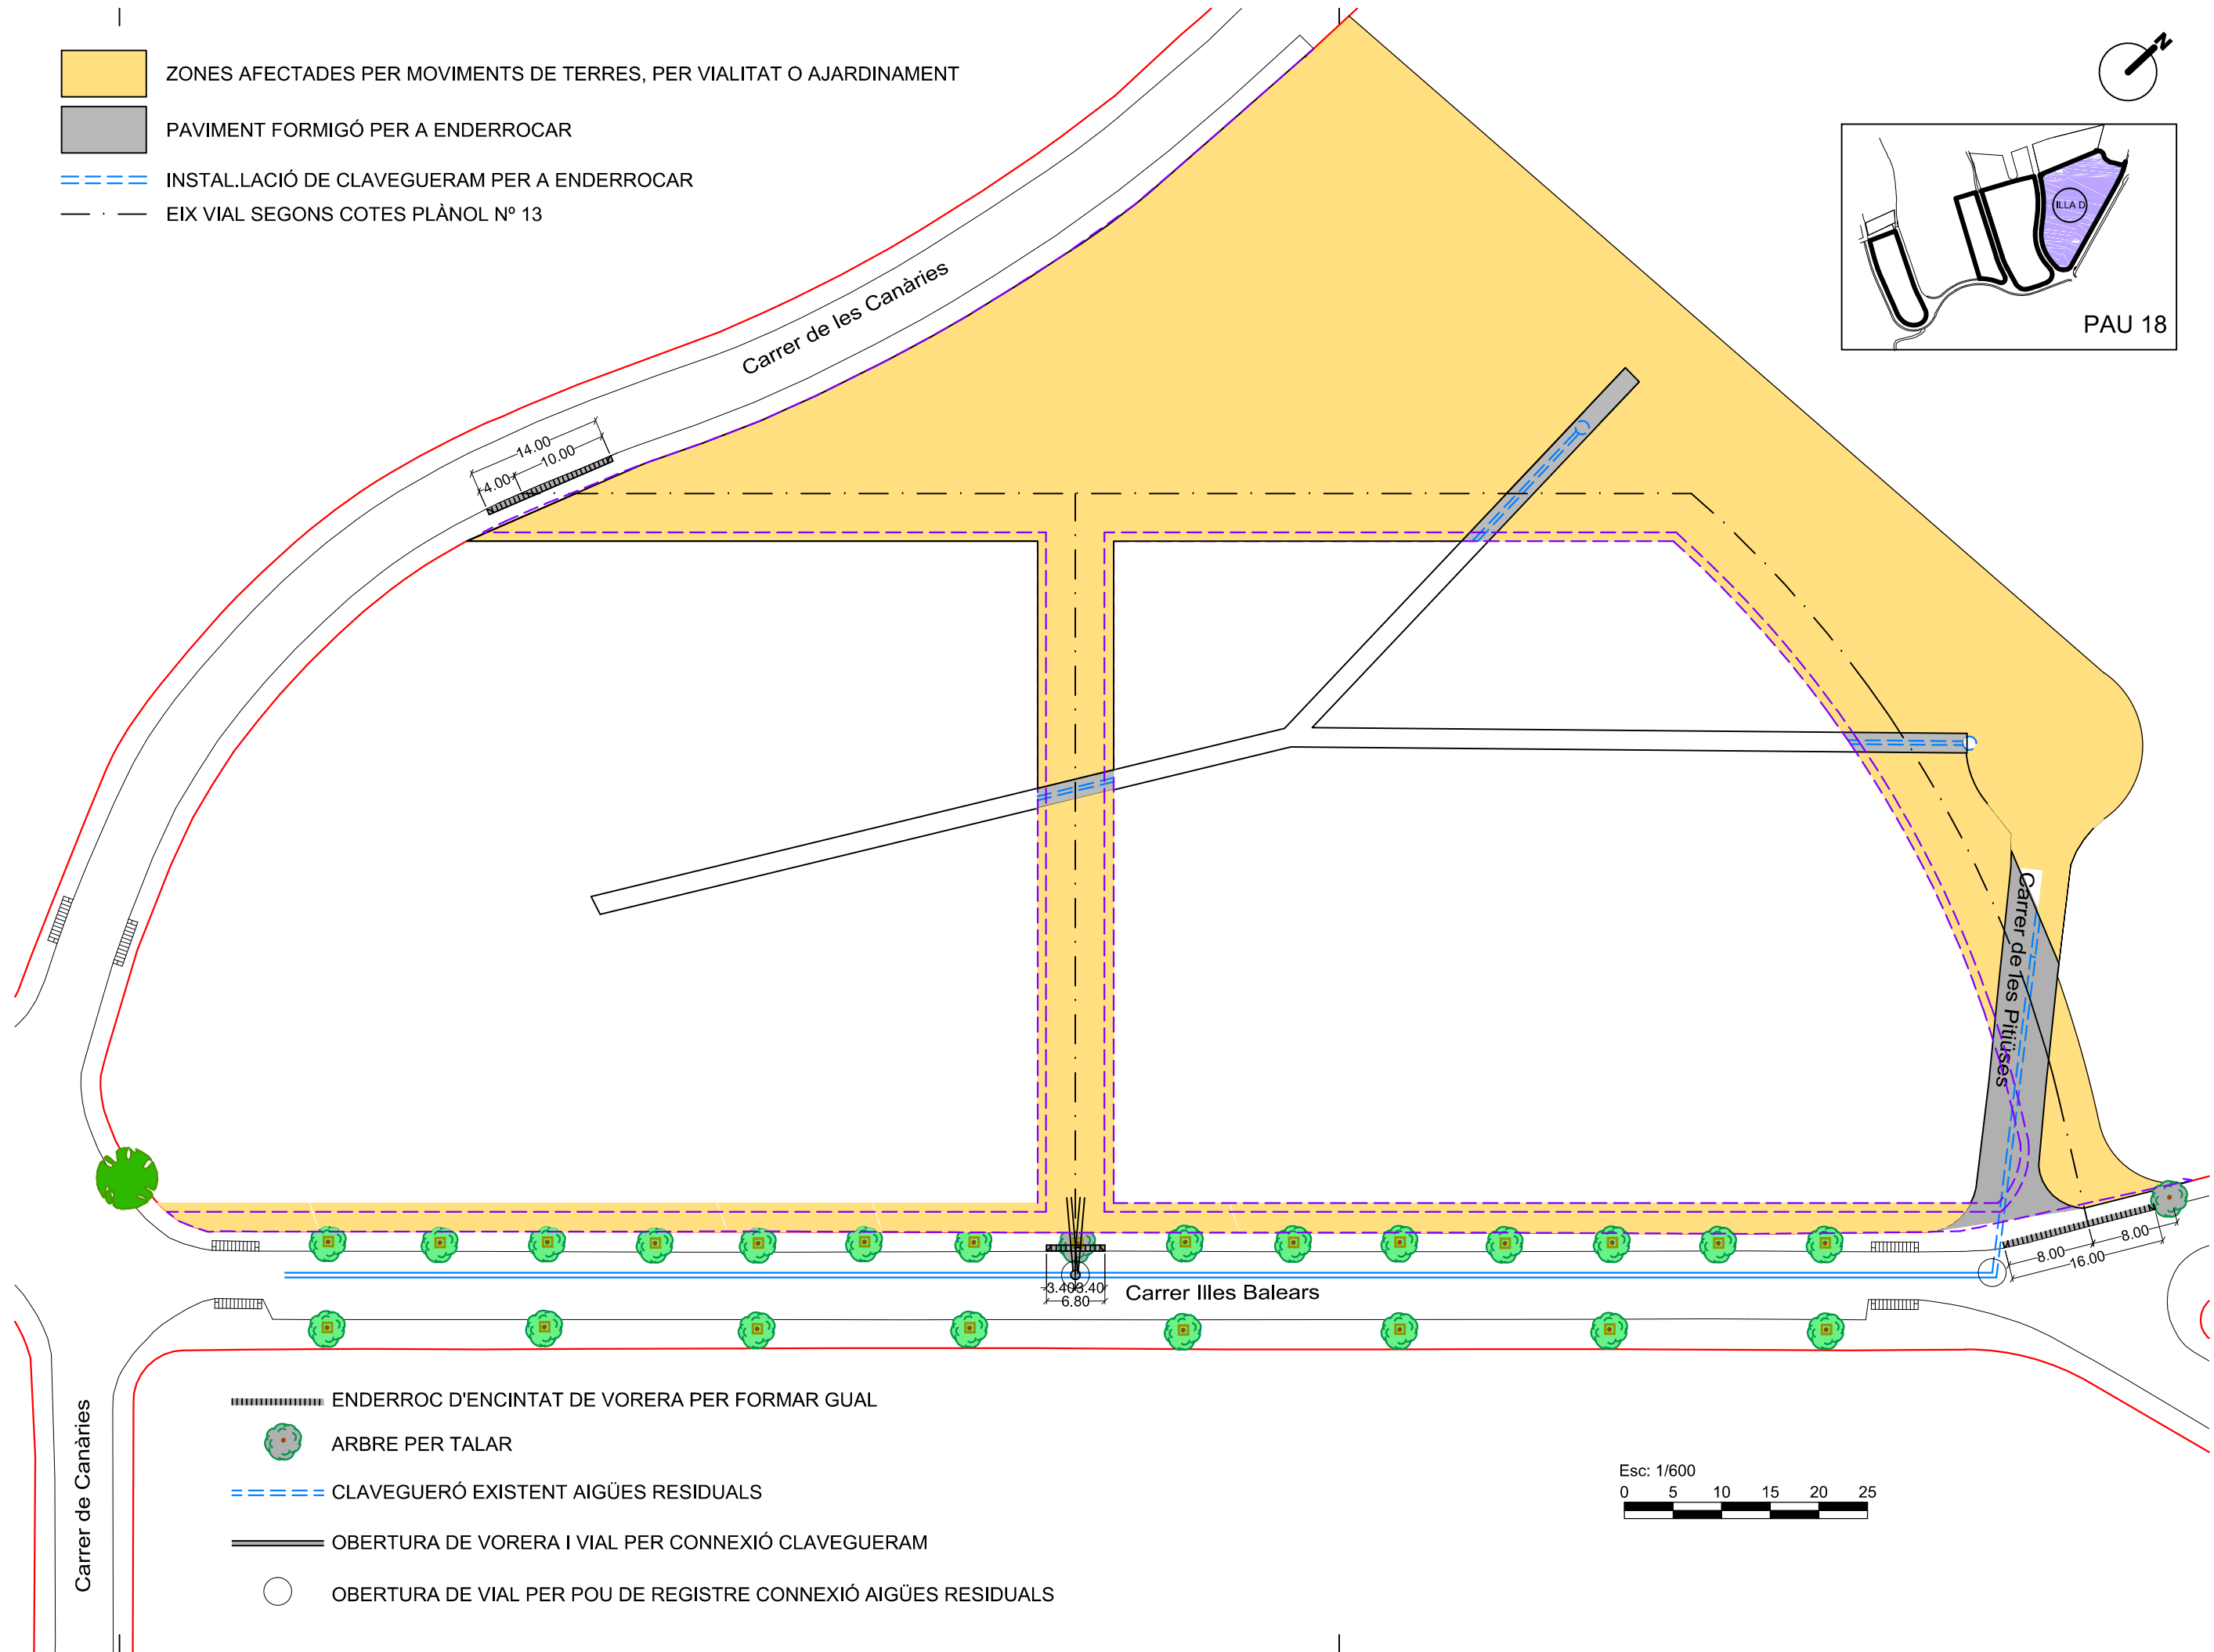 ZONES AFECTADES PER MOVIMENTS DE TERRES, PER VIALITAT O AJARDINAMENT
PAVIMENT FORMIGÓ PER A ENDERROCAR
INSTAL.LACIÓ DE CLAVEGUERAM PER A ENDERROCAR
EIX VIAL SEGONS COTES PLÀNOL Nº 13
N
ILLA D
PAU 18
Carrer de les Canàries
14.00
4.00
10.00
Carrer de les Pitiüses
8.00
8.00
16.00
3.40
3.40
6.80
Carrer Illes Balears
Carrer de Canàries
ENDERROC D'ENCINTAT DE VORERA PER FORMAR GUAL
ARBRE PER TALAR
CLAVEGUERÓ EXISTENT AIGÜES RESIDUALS
OBERTURA DE VORERA I VIAL PER CONNEXIÓ CLAVEGUERAM
OBERTURA DE VIAL PER POU DE REGISTRE CONNEXIÓ AIGÜES RESIDUALS
Esc: 1/600
0 5 10 15 20 25